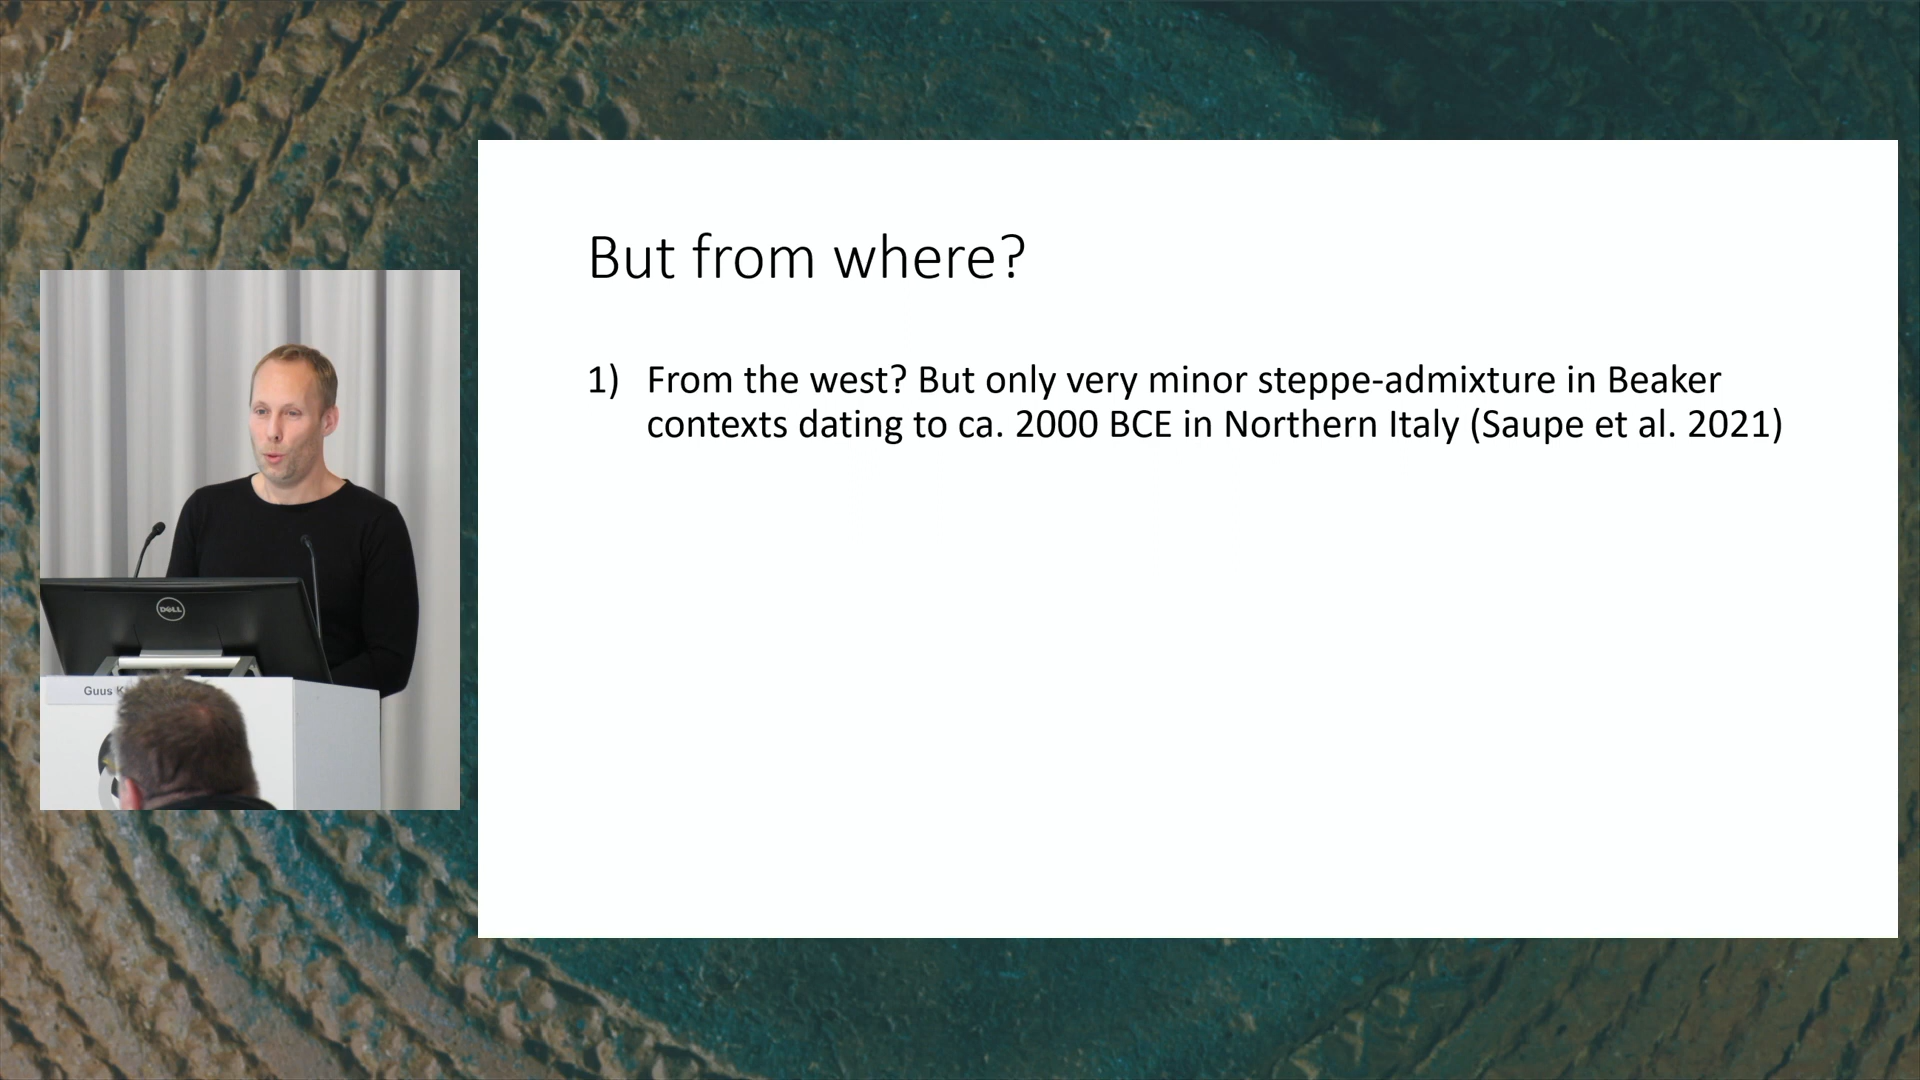 But from where?
1) From the west? But only very minor steppe-admixture in Beaker
contexts dating to ca. 2000 BCE in Northern Italy (Saupe et al. 2021)
DELL
Guus